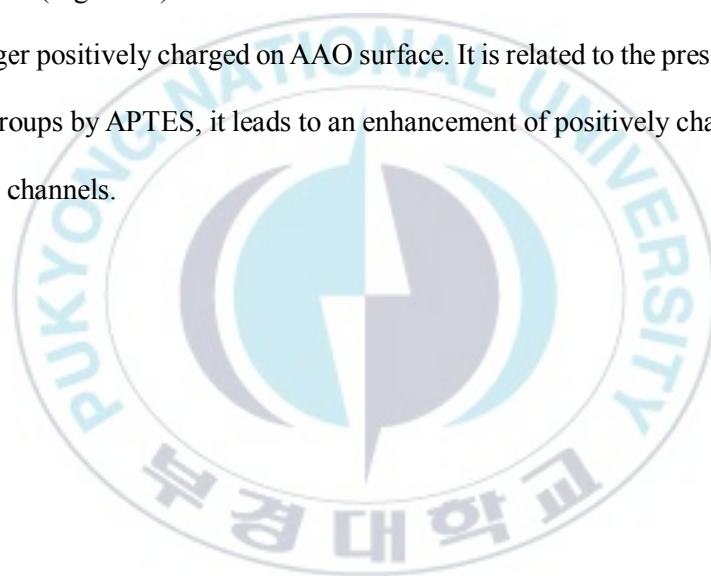 ger positively charged on AAO surface. It is related to the pres
roups by APTES, it leads to an enhancement of positively cha
channels.
PUKYONG NATIONAL UNIVERSITY
부경대학교